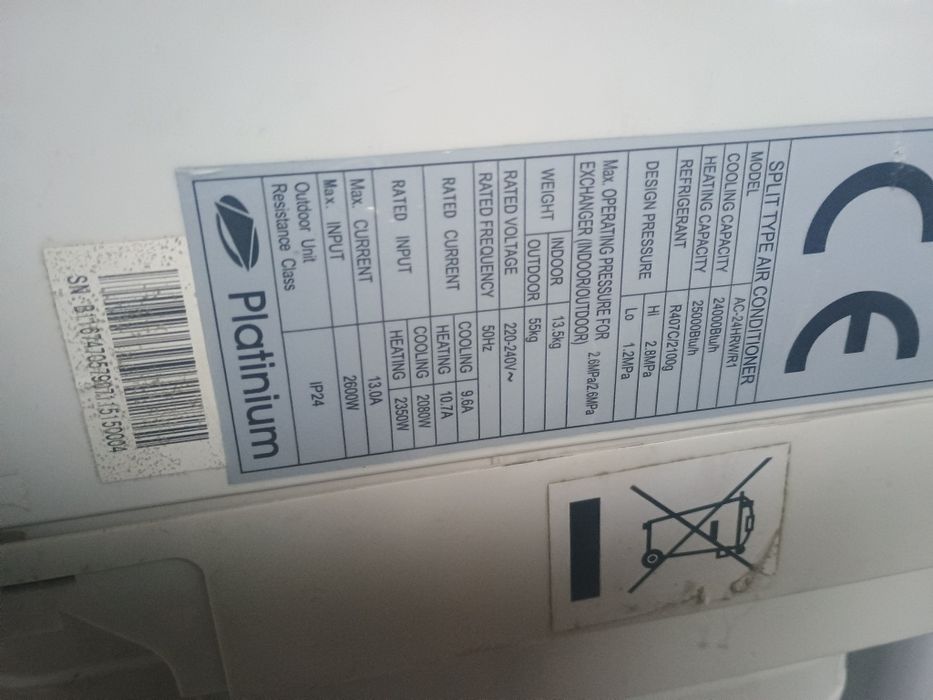 CE
SPLIT TYPE AIR CONDITIONER
MODEL AC-24HRW/R1
COOLING CAPACITY 24000Btu/h
HEATING CAPACITY 25000Btu/h
REFRIGERANT R407C/2100g
DESIGN PRESSURE Hi 2.8MPa
Lo 1.2MPa
Max. OPERATING PRESSURE FOR
EXCHANGER (INDOOR/OUTDOOR) 2.6MPa/2.6MPa
WEIGHT INDOOR 13.5kg
OUTDOOR 55kg
RATED VOLTAGE 220-240V~
RATED FREQUENCY 50Hz
RATED CURRENT COOLING 9.6A
HEATING 10.7A
RATED INPUT COOLING 2080W
HEATING 2350W
Max. CURRENT 13.0A
Max. INPUT 2600W
Outdoor Unit
Resistance Class IP24
Platinium